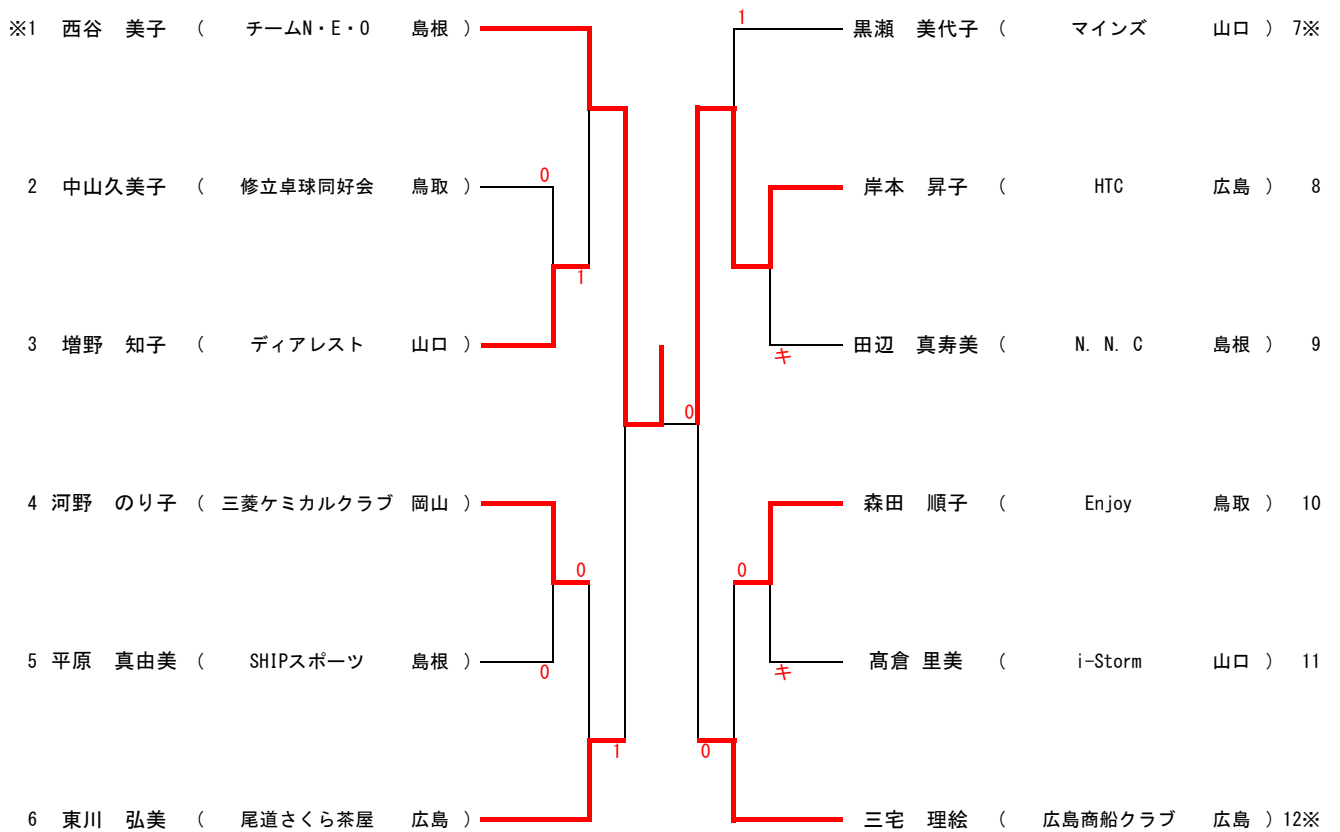 ※1 西谷 美子 ( チームN・E・O 島根 )
1
黒瀬 美代子 ( マインズ 山口 ) 7※
2 中山久美子 ( 修立卓球同好会 鳥取 )
0
岸本 昇子 ( HTC 広島 ) 8
1
3 増野 知子 ( ディアレスト 山口 )
田辺 真寿美 ( N. N. C 島根 ) 9
キ
0
4 河野 のり子 ( 三菱ケミカルクラブ 岡山 )
森田 順子 ( Enjoy 鳥取 ) 10
0
0
5 平原 真由美 ( SHIPスポーツ 島根 )
0
髙倉 里美 ( i-Storm 山口 ) 11
キ
1
0
6 東川 弘美 ( 尾道さくら茶屋 広島 )
三宅 理絵 ( 広島商船クラブ 広島 ) 12※